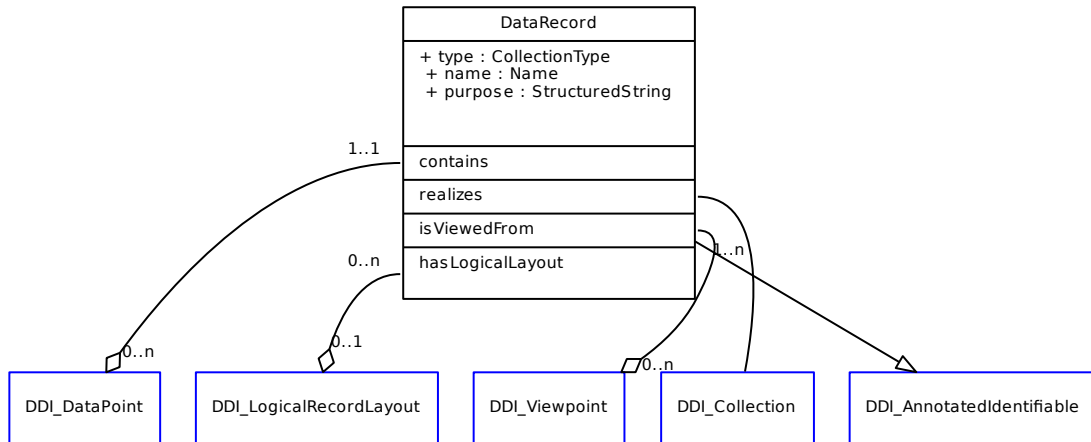 DataRecord
+ type : CollectionType
+ name : Name
+ purpose : StructuredString
1..1
contains
realizes
isViewedFrom
1..n
0..n
hasLogicalLayout
0..n
0..1
0..n
DDI_DataPoint
DDI_LogicalRecordLayout
DDI_Viewpoint
DDI_Collection
DDI_AnnotatedIdentifiable